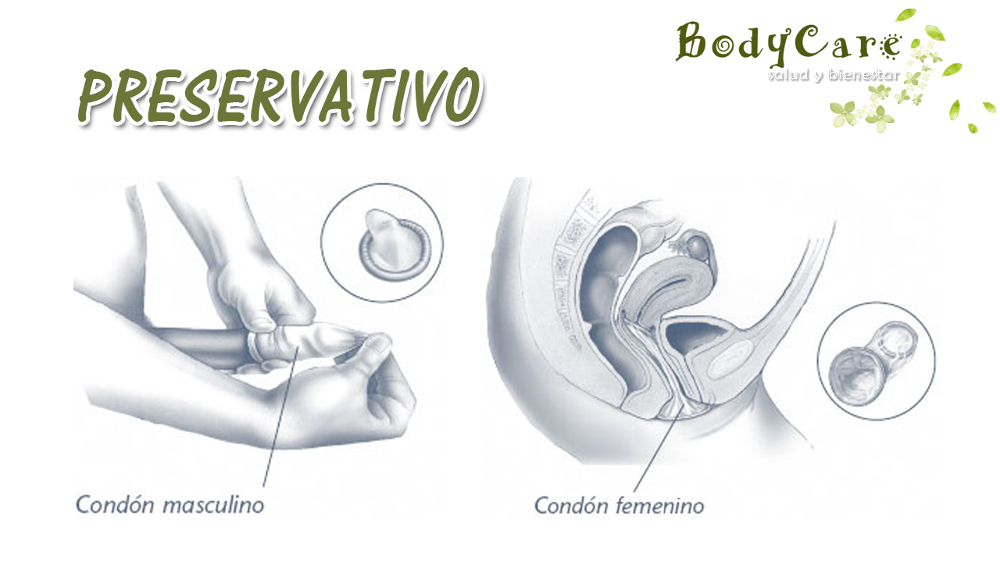 BodyCare
salud y bienestar
PRESERVATIVO
Condón masculino
Condón femenino